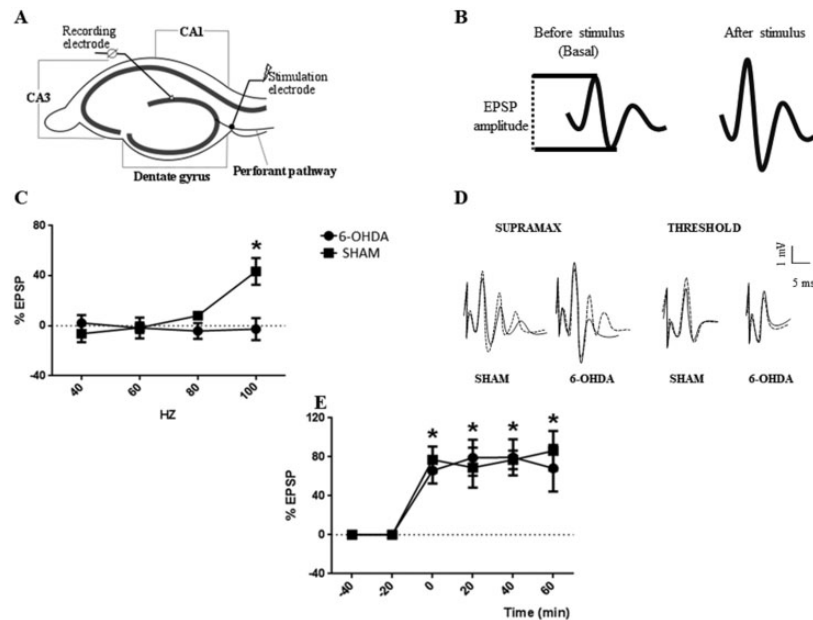 A
Recording
electrode
CA1
Stimulation
electrode
CA3
Dentate gyrus
Perforant pathway
B
Before stimulus
(Basal)
After stimulus
EPSP
amplitude
C
% EPSP
80
40
0
-40
*
40
60
80
100
HZ
6-OHDA
SHAM
D
SUPRAMAX
THRESHOLD
1 mV
5 ms
SHAM
6-OHDA
SHAM
6-OHDA
E
% EPSP
120
80
40
0
-40
* * * *
-40
-20
0
20
40
60
Time (min)